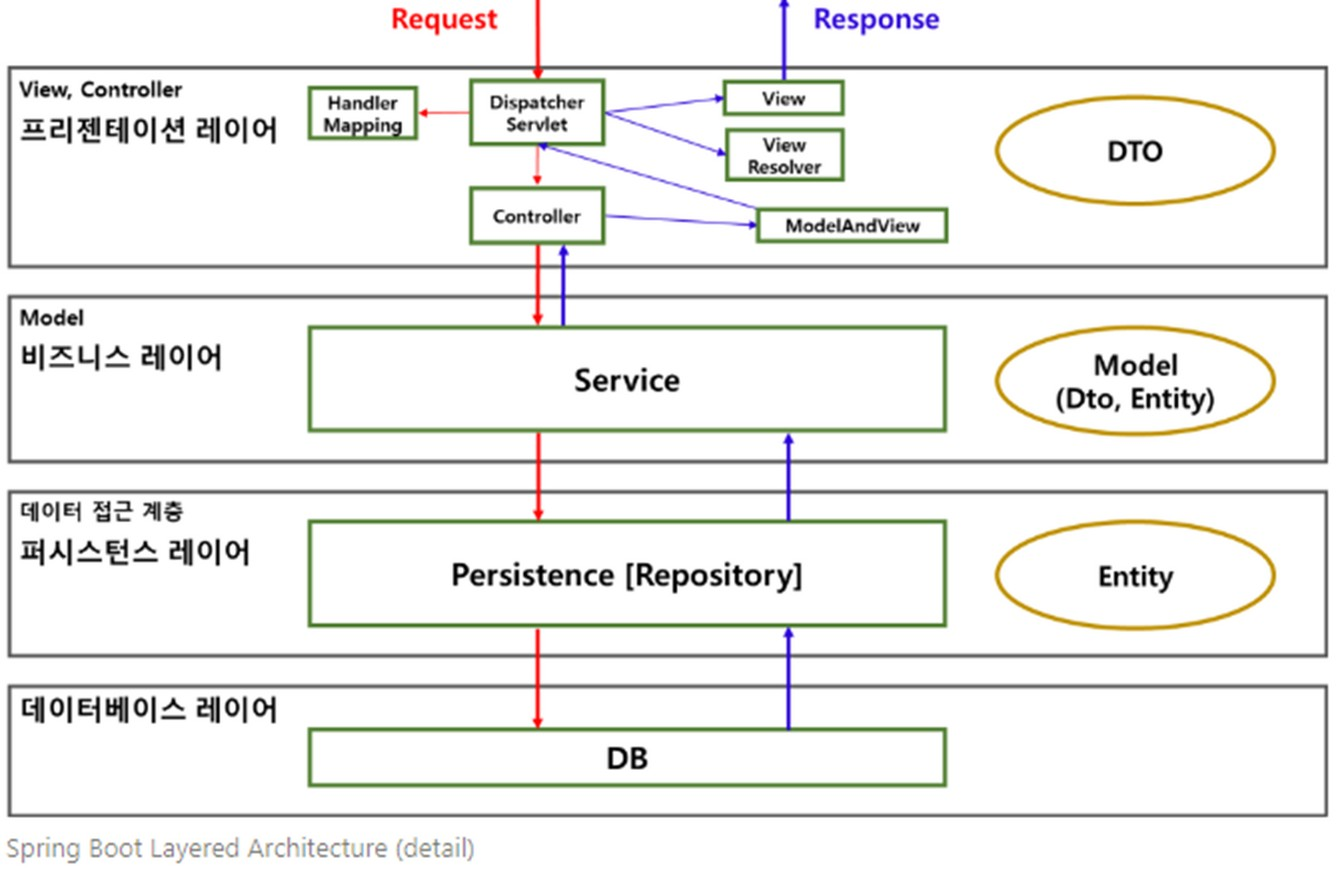 Request
Response
View, Controller
프리젠테이션 레이어
Handler
Mapping
Dispatcher
Servlet
View
View
Resolver
Controller
ModelAndView
DTO
Model
비즈니스 레이어
Service
Model
(Dto, Entity)
데이터 접근 계층
퍼시스턴스 레이어
Persistence [Repository]
Entity
데이터베이스 레이어
DB
Spring Boot Layered Architecture (detail)